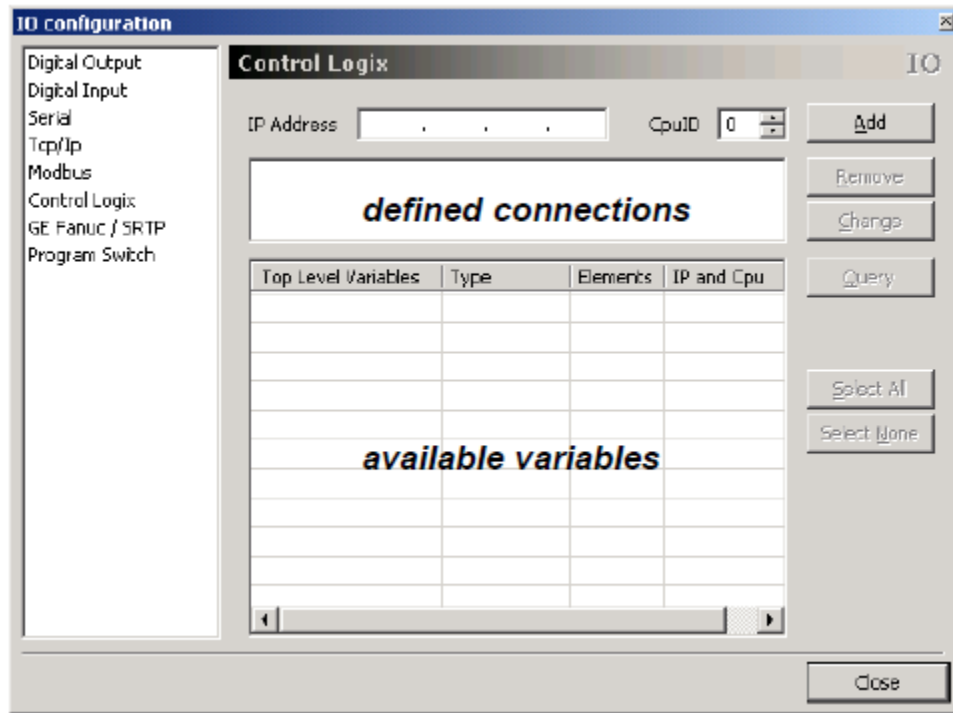 IO configuration
Digital Output
Digital Input
Serial
Tcp/Ip
Modbus
Control Logix
GE Fanuc / SRTP
Program Switch
Control Logix IO
IP Address . . . CpuID 0 Add
defined connections
Remove
Change
Top Level Variables Type Elements IP and Cpu
Query
Select All
Select None
available variables
Close